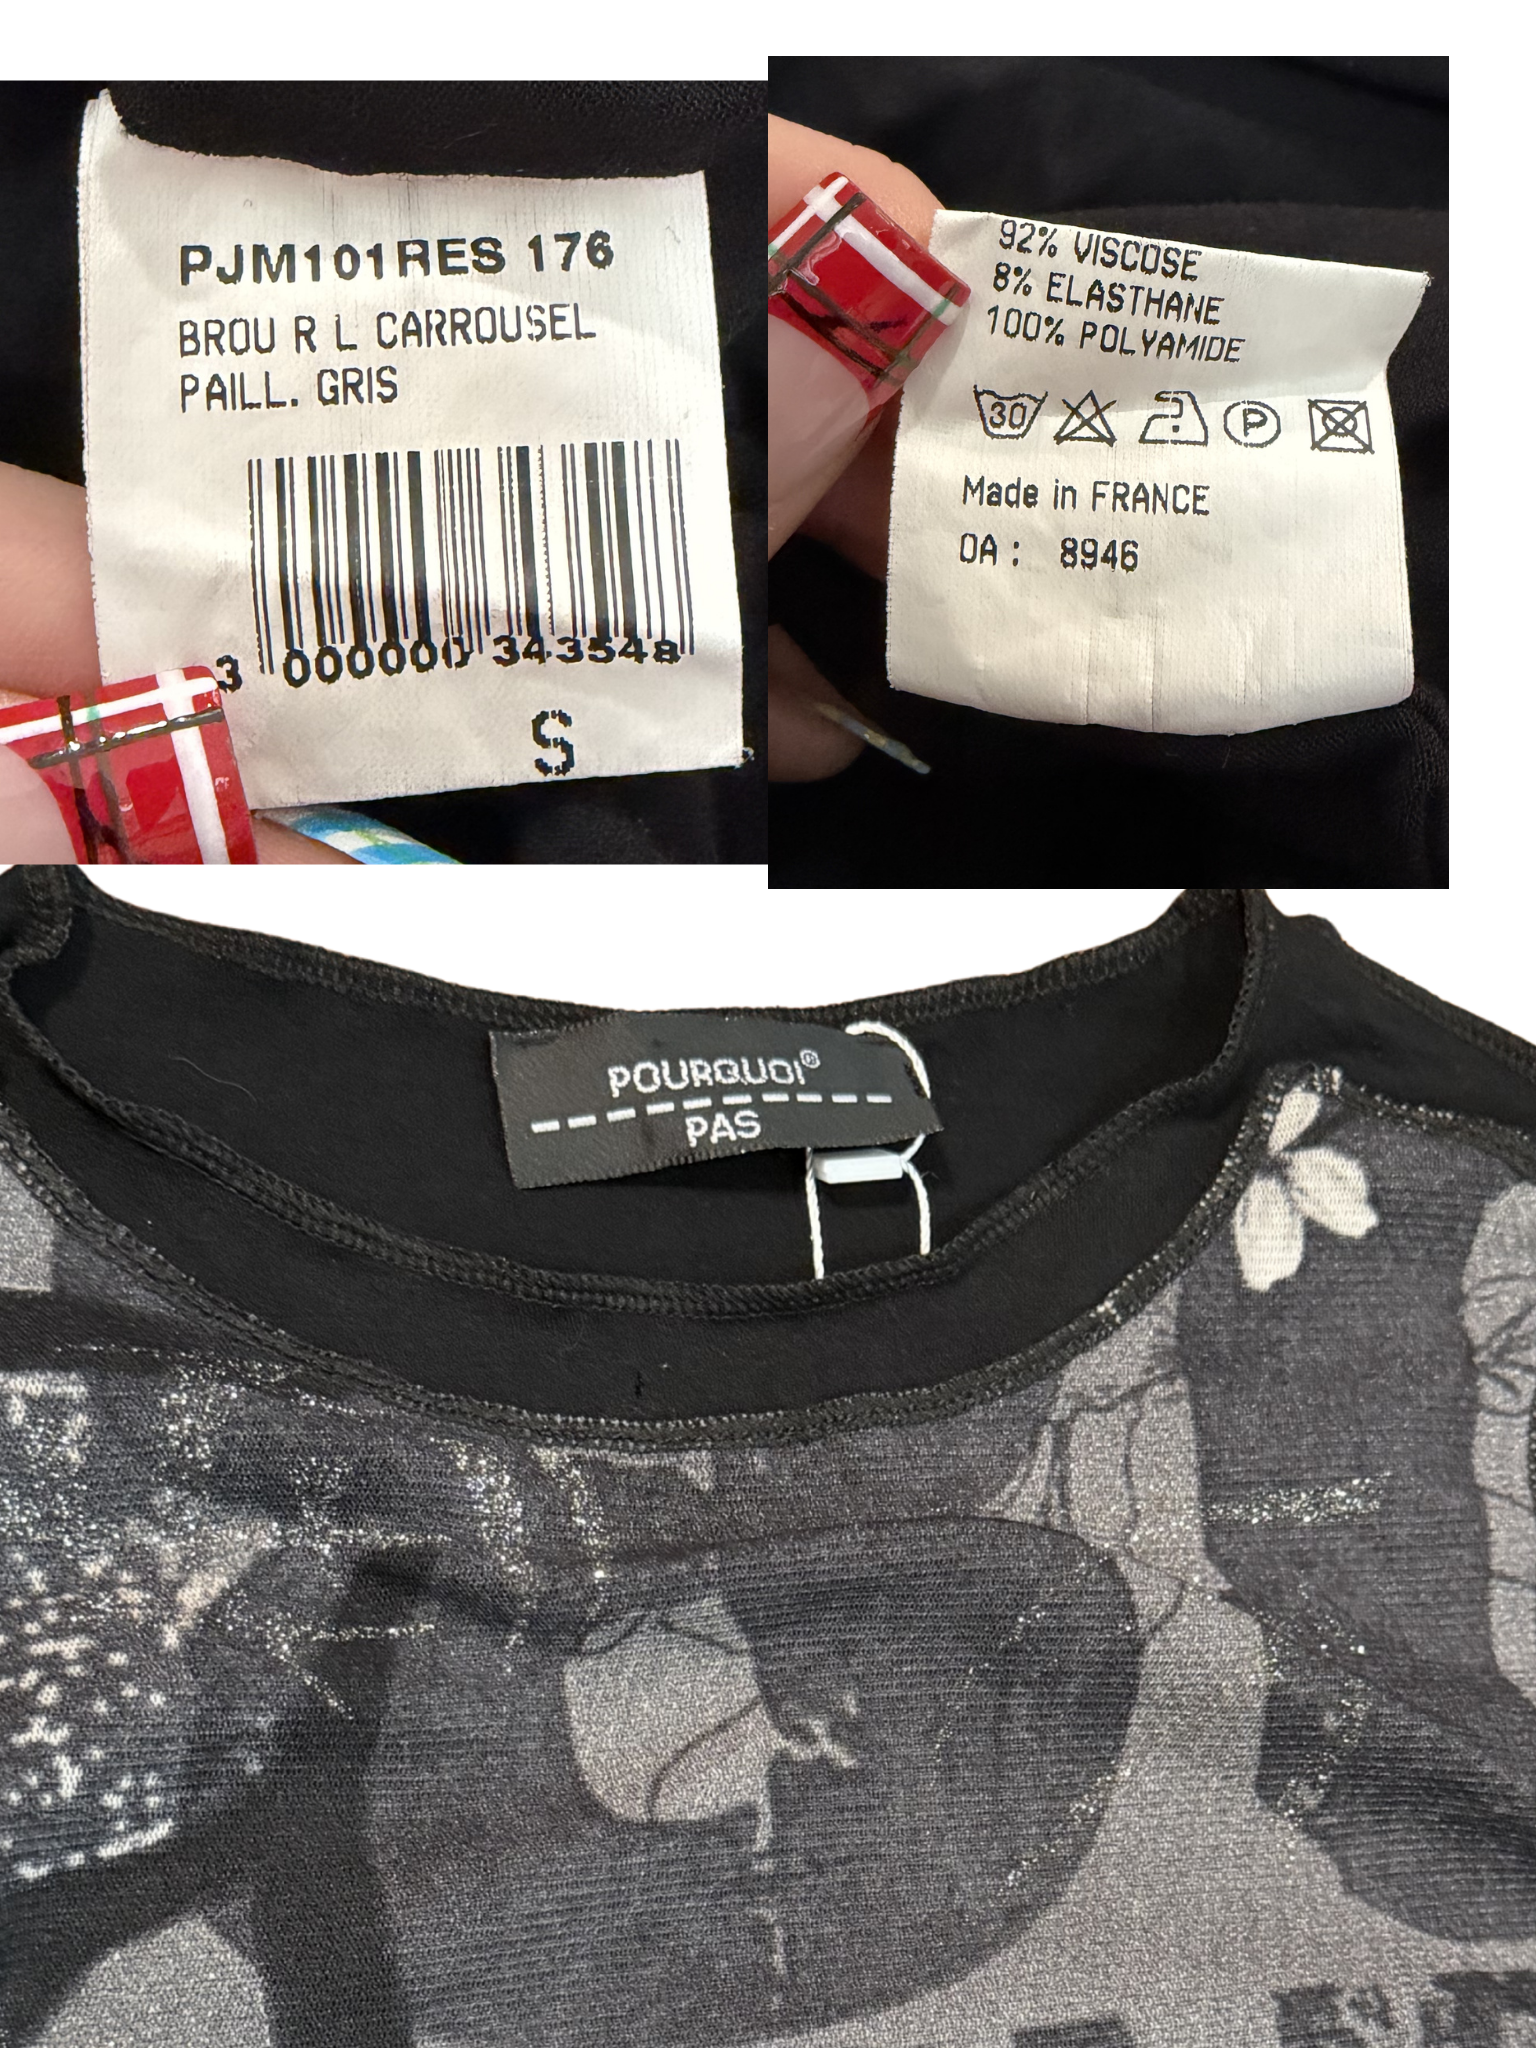 PJM101RES 176
BROU R L CARROUSEL
PAILL. GRIS
3 000000 343548
S
92% VISCOSE
8% ELASTHANE
100% POLYAMIDE
30
P
Made in FRANCE
OA : 8946
POURQUOI®
PAS